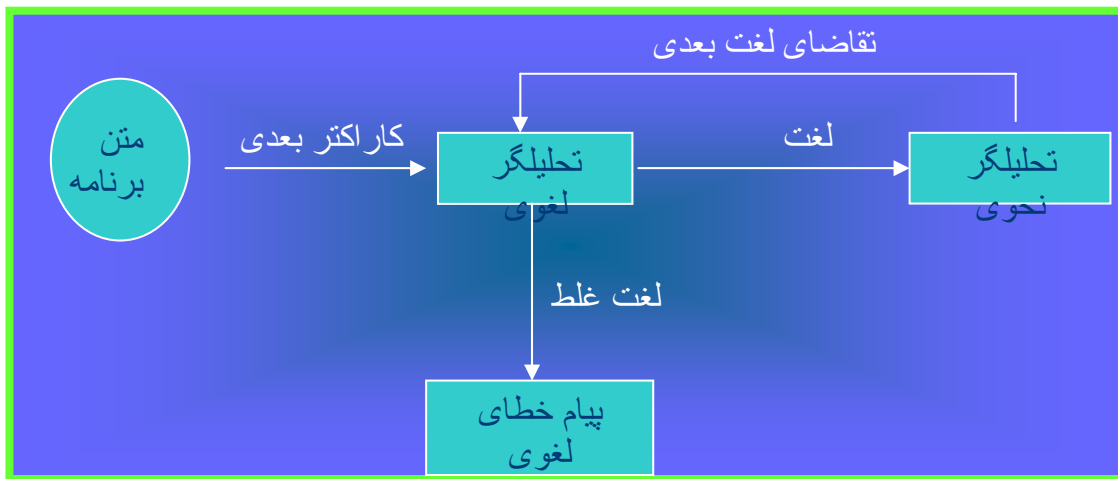 تقاضای لغت بعدی
متن
برنامه
کاراکتر بعدی
تحلیلگر
لغوی
لغت
تحلیلگر
نحوی
لغت غلط
پیام خطای
لغوی